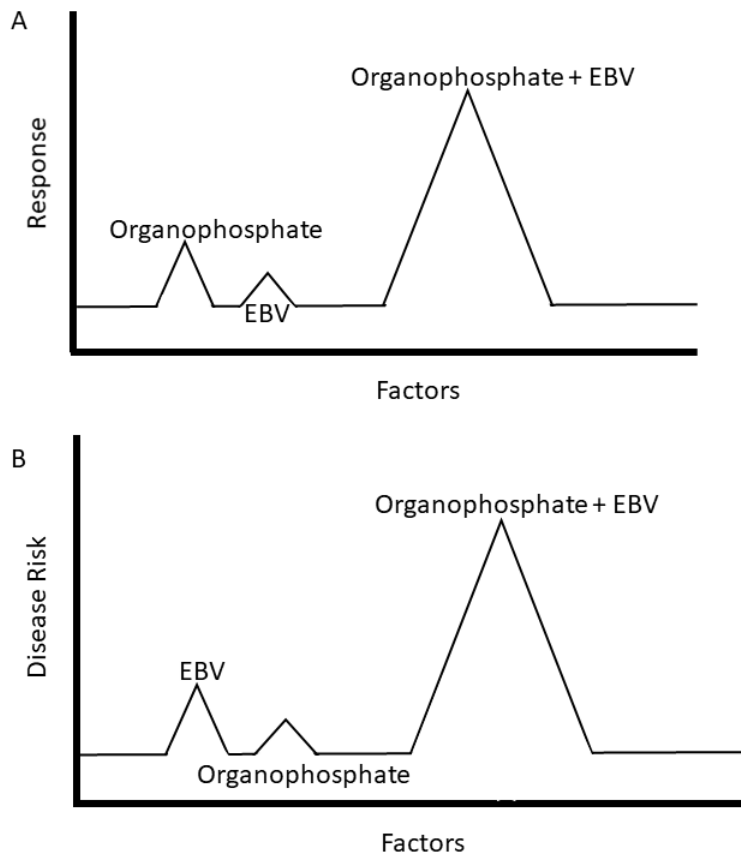 A
Organophosphate + EBV
Response
Organophosphate
EBV
Factors
B
Organophosphate + EBV
Disease Risk
EBV
Organophosphate
Factors